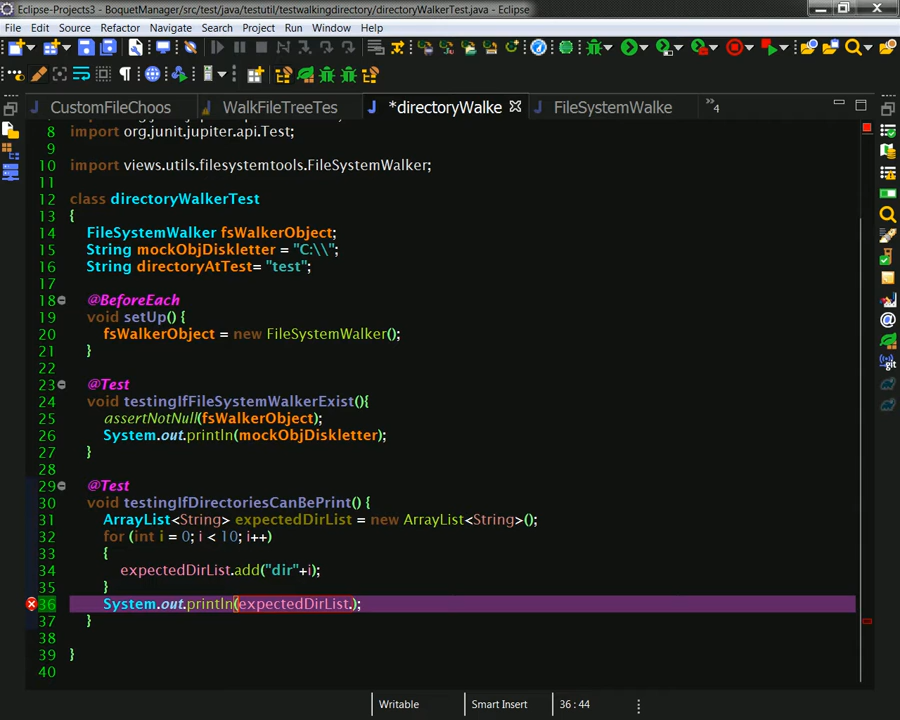 Eclipse-Projects3 - BoquetManager/src/test/java/testutil/testwalkingdirectory/directoryWalkerTest.java - Eclipse
File Edit Source Refactor Navigate Search Project Run Window Help
CustomFileChoos WalkFileTreeTes *directoryWalke FileSystemWalke »4
8 import org.junit.jupiter.api.Test;
9
10 import views.utils.filesystemtools.FileSystemWalker;
11
12 class directoryWalkerTest
13 {
14 FileSystemWalker fsWalkerObject;
15 String mockObjDiskletter = "C:\\";
16 String directoryAtTest= "test";
17
18 @BeforeEach
19 void setUp() {
20 fsWalkerObject = new FileSystemWalker();
21 }
22
23 @Test
24 void testingIfFileSystemWalkerExist(){
25 assertNotNull(fsWalkerObject);
26 System.out.println(mockObjDiskletter);
27 }
28
29 @Test
30 void testingIfDirectoriesCanBePrint() {
31 ArrayList<String> expectedDirList = new ArrayList<String>();
32 for (int i = 0; i < 10; i++)
33 {
34 expectedDirList.add("dir"+i);
35 }
36 System.out.println(expectedDirList.);
37 }
38
39 }
40
Writable Smart Insert 36 : 44